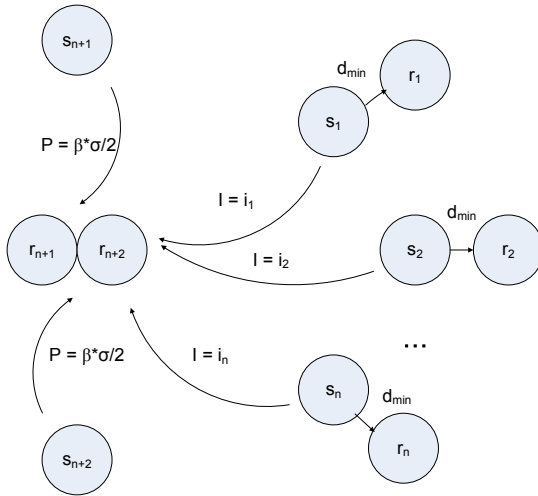 s_{n+1}
d_{min}
r_1
s_1
P = β*σ/2
I = i_1
d_{min}
r_{n+1}
r_{n+2}
s_2
r_2
I = i_2
...
P = β*σ/2
I = i_n
s_n
d_{min}
r_n
s_{n+2}